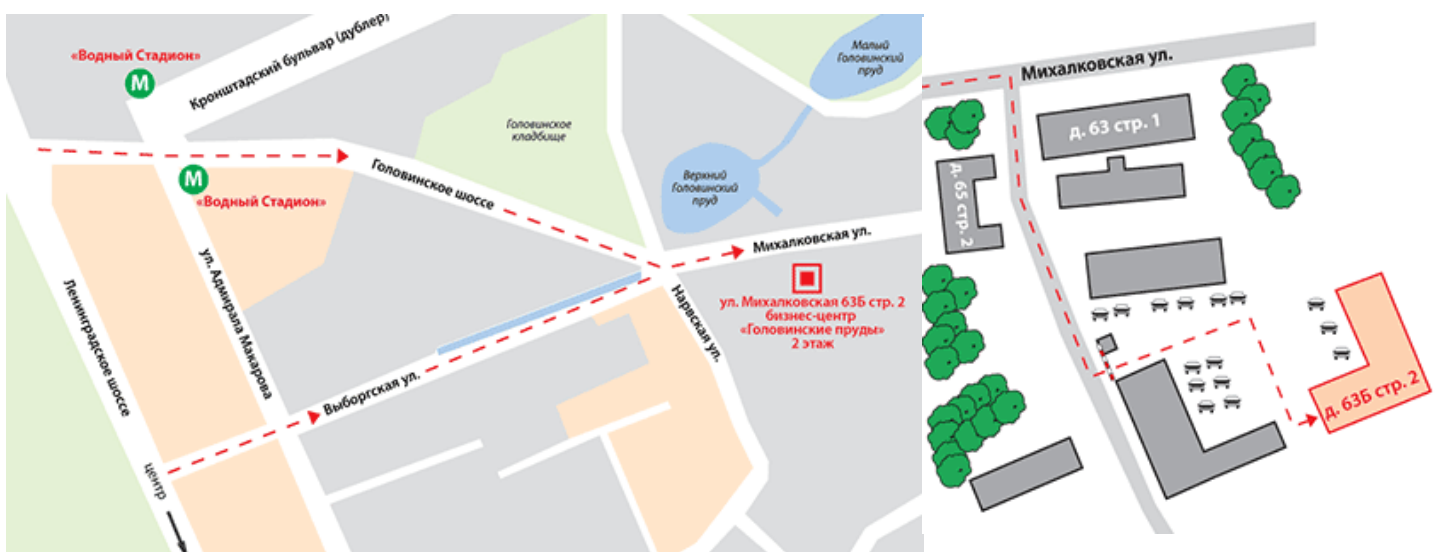 «Водный Стадион»
М
Кронштадский бульвар (дублер)
Малый
Головинский
пруд
Головинское
кладбище
Головинское шоссе
Верхний
Головинский
пруд
М
«Водный Стадион»
Михалковская ул.
ул. Михалковская 63Б стр. 2
бизнес-центр
«Головинские пруды»
2 этаж
Ленинградское шоссе
ул. Адмирала Макарова
Нарвская ул.
Выборгская ул.
центр
Михалковская ул.
д. 63 стр. 1
д. 65 стр. 2
д. 63Б стр. 2